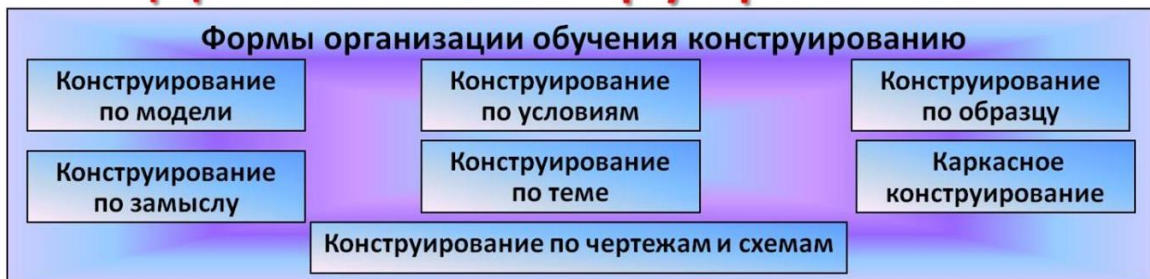 Формы организации обучения конструированию
Конструирование
по модели
Конструирование
по условиям
Конструирование
по образцу
Конструирование
по замыслу
Конструирование
по теме
Каркасное
конструирование
Конструирование по чертежам и схемам